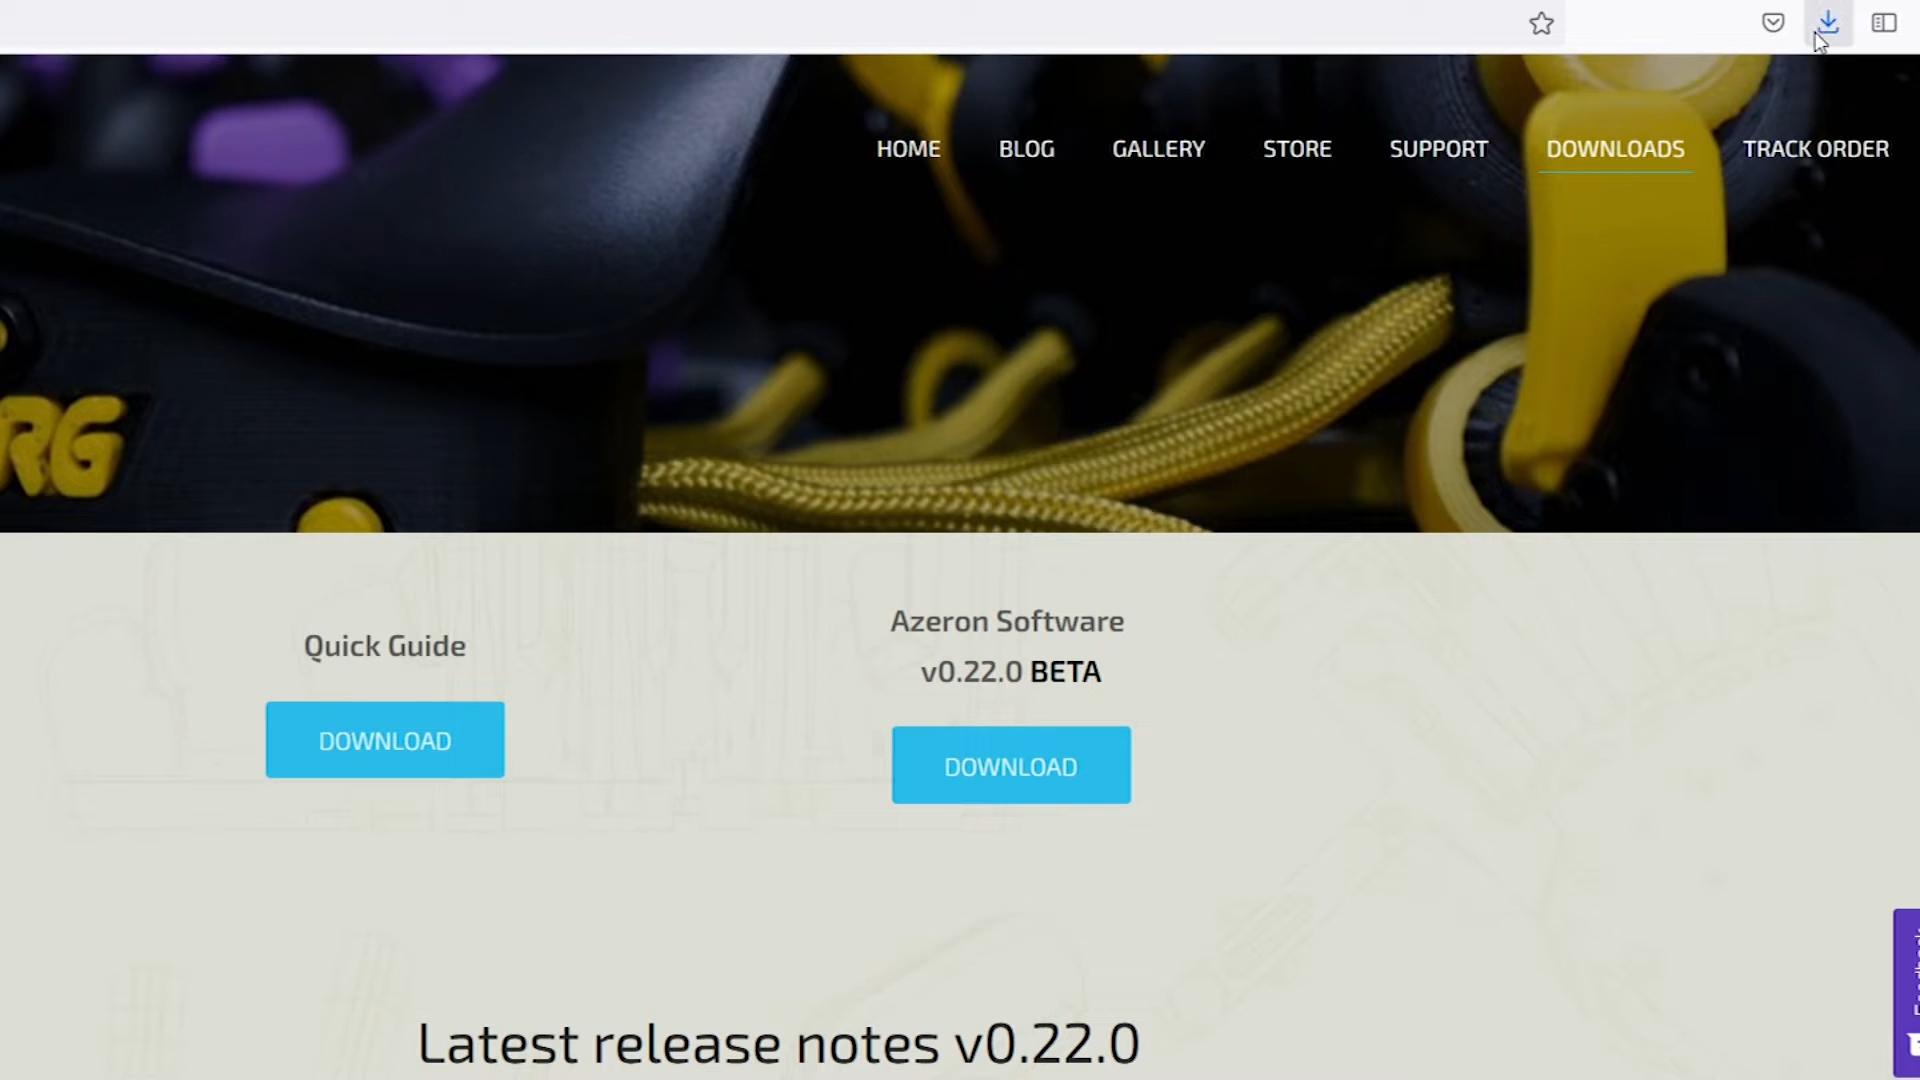 HOME BLOG GALLERY STORE SUPPORT DOWNLOADS TRACK ORDER
RG
Quick Guide
DOWNLOAD
Azeron Software
v0.22.0 BETA
DOWNLOAD
Feedback
Latest release notes v0.22.0